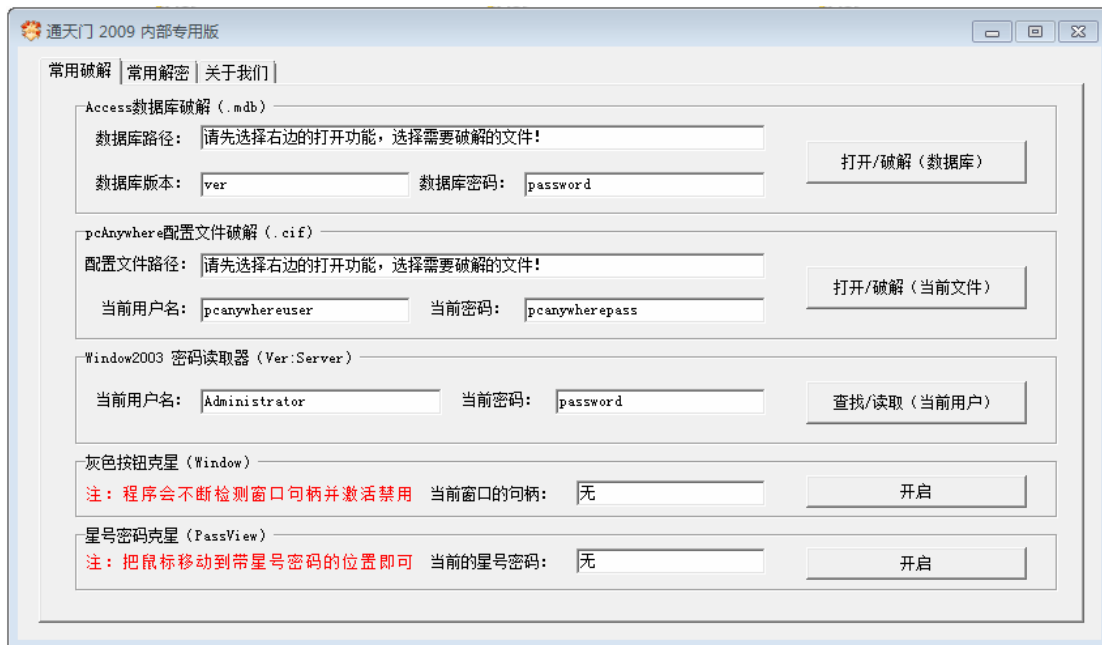 通天门 2009 内部专用版
常用破解 常用解密 关于我们
Access数据库破解（.mdb）
数据库路径： 请先选择右边的打开功能，选择需要破解的文件！
打开/破解（数据库）
数据库版本： ver 数据库密码： password
pcAnywhere配置文件破解（.cif）
配置文件路径： 请先选择右边的打开功能，选择需要破解的文件！
打开/破解（当前文件）
当前用户名： pcanywhereuser 当前密码： pcanywherepass
Window2003 密码读取器（Ver:Server）
当前用户名： Administrator 当前密码： password 查找/读取（当前用户）
灰色按钮克星（Window）
注：程序会不断检测窗口句柄并激活禁用 当前窗口的句柄： 无 开启
星号密码克星（PassView）
注：把鼠标移动到带星号密码的位置即可 当前的星号密码： 无 开启